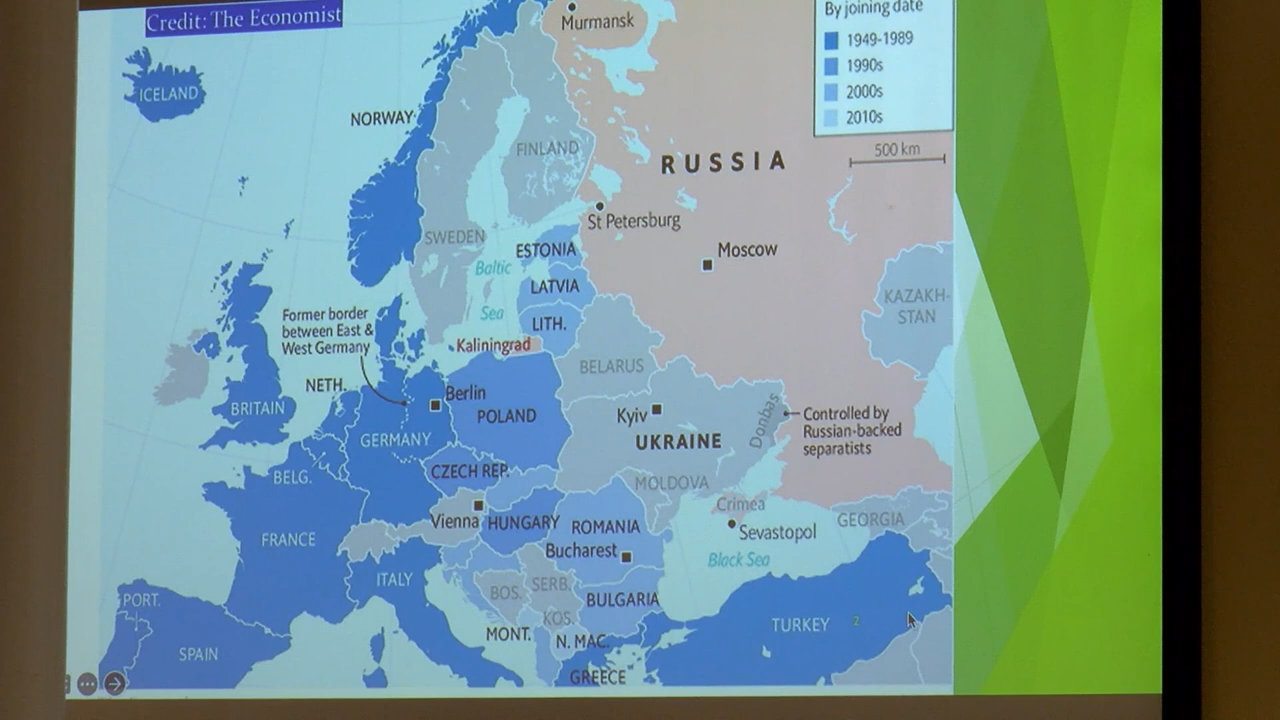 Credit: The Economist
By joining date
1949-1989
1990s
2000s
2010s
500 km
Murmansk
ICELAND
NORWAY
FINLAND
RUSSIA
St Petersburg
SWEDEN
ESTONIA
Moscow
Baltic
Sea
LATVIA
LITH.
KAZAKH-
STAN
Former border
between East &
West Germany
Kaliningrad
BELARUS
NETH.
Berlin
BRITAIN
POLAND
Kyiv
Donbas
Controlled by
Russian-backed
separatists
GERMANY
UKRAINE
BELG.
CZECH REP.
MOLDOVA
Crimea
Vienna
HUNGARY
ROMANIA
Sevastopol
GEORGIA
FRANCE
Bucharest
Black Sea
ITALY
BOS.
SERB.
PORT.
BULGARIA
KOS.
TURKEY
2
MONT.
N. MAC.
SPAIN
GREECE